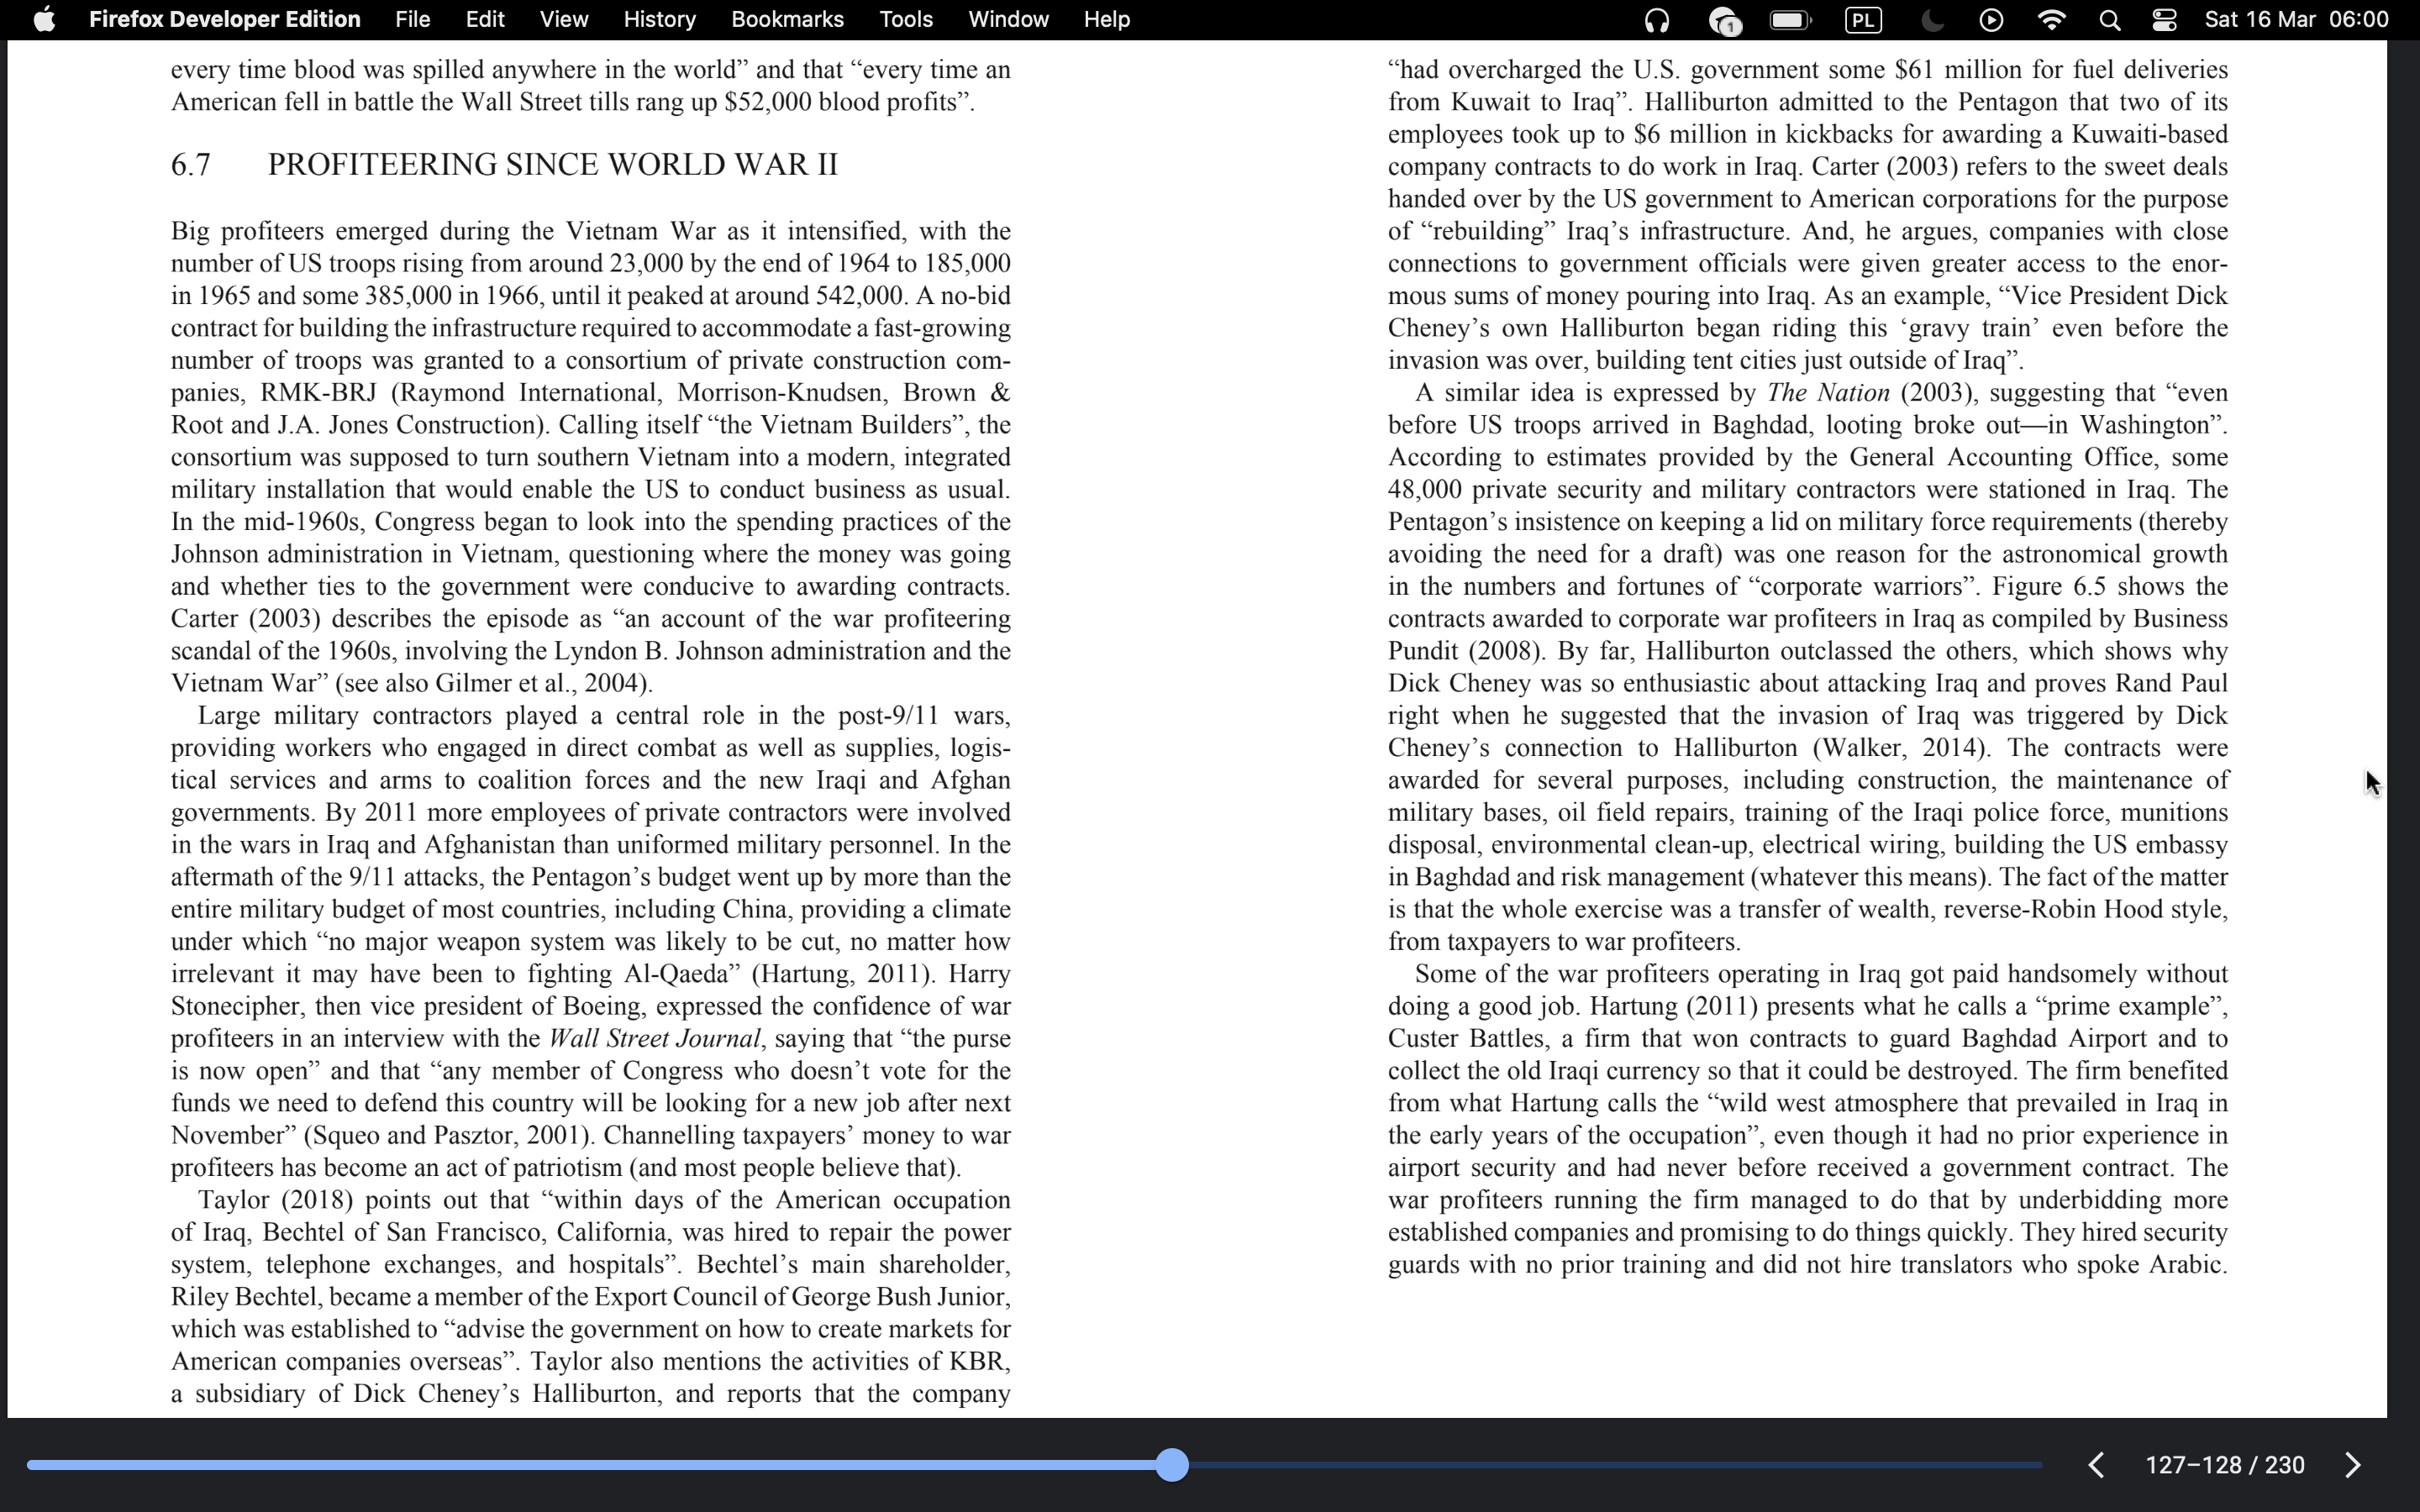 Firefox Developer Edition File Edit View History Bookmarks Tools Window Help 1 PL Sat 16 Mar 06:00
every time blood was spilled anywhere in the world” and that “every time an
American fell in battle the Wall Street tills rang up $52,000 blood profits”.
6.7 PROFITEERING SINCE WORLD WAR II
Big profiteers emerged during the Vietnam War as it intensified, with the
number of US troops rising from around 23,000 by the end of 1964 to 185,000
in 1965 and some 385,000 in 1966, until it peaked at around 542,000. A no-bid
contract for building the infrastructure required to accommodate a fast-growing
number of troops was granted to a consortium of private construction com-
panies, RMK-BRJ (Raymond International, Morrison-Knudsen, Brown &
Root and J.A. Jones Construction). Calling itself “the Vietnam Builders”, the
consortium was supposed to turn southern Vietnam into a modern, integrated
military installation that would enable the US to conduct business as usual.
In the mid-1960s, Congress began to look into the spending practices of the
Johnson administration in Vietnam, questioning where the money was going
and whether ties to the government were conducive to awarding contracts.
Carter (2003) describes the episode as “an account of the war profiteering
scandal of the 1960s, involving the Lyndon B. Johnson administration and the
Vietnam War” (see also Gilmer et al., 2004).
Large military contractors played a central role in the post-9/11 wars,
providing workers who engaged in direct combat as well as supplies, logis-
tical services and arms to coalition forces and the new Iraqi and Afghan
governments. By 2011 more employees of private contractors were involved
in the wars in Iraq and Afghanistan than uniformed military personnel. In the
aftermath of the 9/11 attacks, the Pentagon’s budget went up by more than the
entire military budget of most countries, including China, providing a climate
under which “no major weapon system was likely to be cut, no matter how
irrelevant it may have been to fighting Al-Qaeda” (Hartung, 2011). Harry
Stonecipher, then vice president of Boeing, expressed the confidence of war
profiteers in an interview with the Wall Street Journal, saying that “the purse
is now open” and that “any member of Congress who doesn’t vote for the
funds we need to defend this country will be looking for a new job after next
November” (Squeo and Pasztor, 2001). Channelling taxpayers’ money to war
profiteers has become an act of patriotism (and most people believe that).
Taylor (2018) points out that “within days of the American occupation
of Iraq, Bechtel of San Francisco, California, was hired to repair the power
system, telephone exchanges, and hospitals”. Bechtel’s main shareholder,
Riley Bechtel, became a member of the Export Council of George Bush Junior,
which was established to “advise the government on how to create markets for
American companies overseas”. Taylor also mentions the activities of KBR,
a subsidiary of Dick Cheney’s Halliburton, and reports that the company
“had overcharged the U.S. government some $61 million for fuel deliveries
from Kuwait to Iraq”. Halliburton admitted to the Pentagon that two of its
employees took up to $6 million in kickbacks for awarding a Kuwaiti-based
company contracts to do work in Iraq. Carter (2003) refers to the sweet deals
handed over by the US government to American corporations for the purpose
of “rebuilding” Iraq’s infrastructure. And, he argues, companies with close
connections to government officials were given greater access to the enor-
mous sums of money pouring into Iraq. As an example, “Vice President Dick
Cheney’s own Halliburton began riding this ‘gravy train’ even before the
invasion was over, building tent cities just outside of Iraq”.
A similar idea is expressed by The Nation (2003), suggesting that “even
before US troops arrived in Baghdad, looting broke out—in Washington”.
According to estimates provided by the General Accounting Office, some
48,000 private security and military contractors were stationed in Iraq. The
Pentagon’s insistence on keeping a lid on military force requirements (thereby
avoiding the need for a draft) was one reason for the astronomical growth
in the numbers and fortunes of “corporate warriors”. Figure 6.5 shows the
contracts awarded to corporate war profiteers in Iraq as compiled by Business
Pundit (2008). By far, Halliburton outclassed the others, which shows why
Dick Cheney was so enthusiastic about attacking Iraq and proves Rand Paul
right when he suggested that the invasion of Iraq was triggered by Dick
Cheney’s connection to Halliburton (Walker, 2014). The contracts were
awarded for several purposes, including construction, the maintenance of
military bases, oil field repairs, training of the Iraqi police force, munitions
disposal, environmental clean-up, electrical wiring, building the US embassy
in Baghdad and risk management (whatever this means). The fact of the matter
is that the whole exercise was a transfer of wealth, reverse-Robin Hood style,
from taxpayers to war profiteers.
Some of the war profiteers operating in Iraq got paid handsomely without
doing a good job. Hartung (2011) presents what he calls a “prime example”,
Custer Battles, a firm that won contracts to guard Baghdad Airport and to
collect the old Iraqi currency so that it could be destroyed. The firm benefited
from what Hartung calls the “wild west atmosphere that prevailed in Iraq in
the early years of the occupation”, even though it had no prior experience in
airport security and had never before received a government contract. The
war profiteers running the firm managed to do that by underbidding more
established companies and promising to do things quickly. They hired security
guards with no prior training and did not hire translators who spoke Arabic.
127–128 / 230